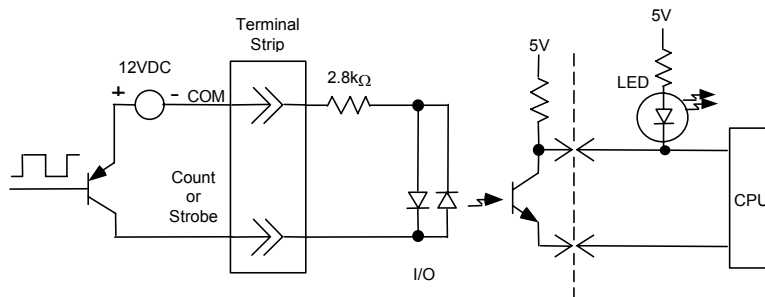 Terminal
Strip
12VDC
+
-
COM
2.8kΩ
5V
5V
LED
Count
or
Strobe
CPU
I/O